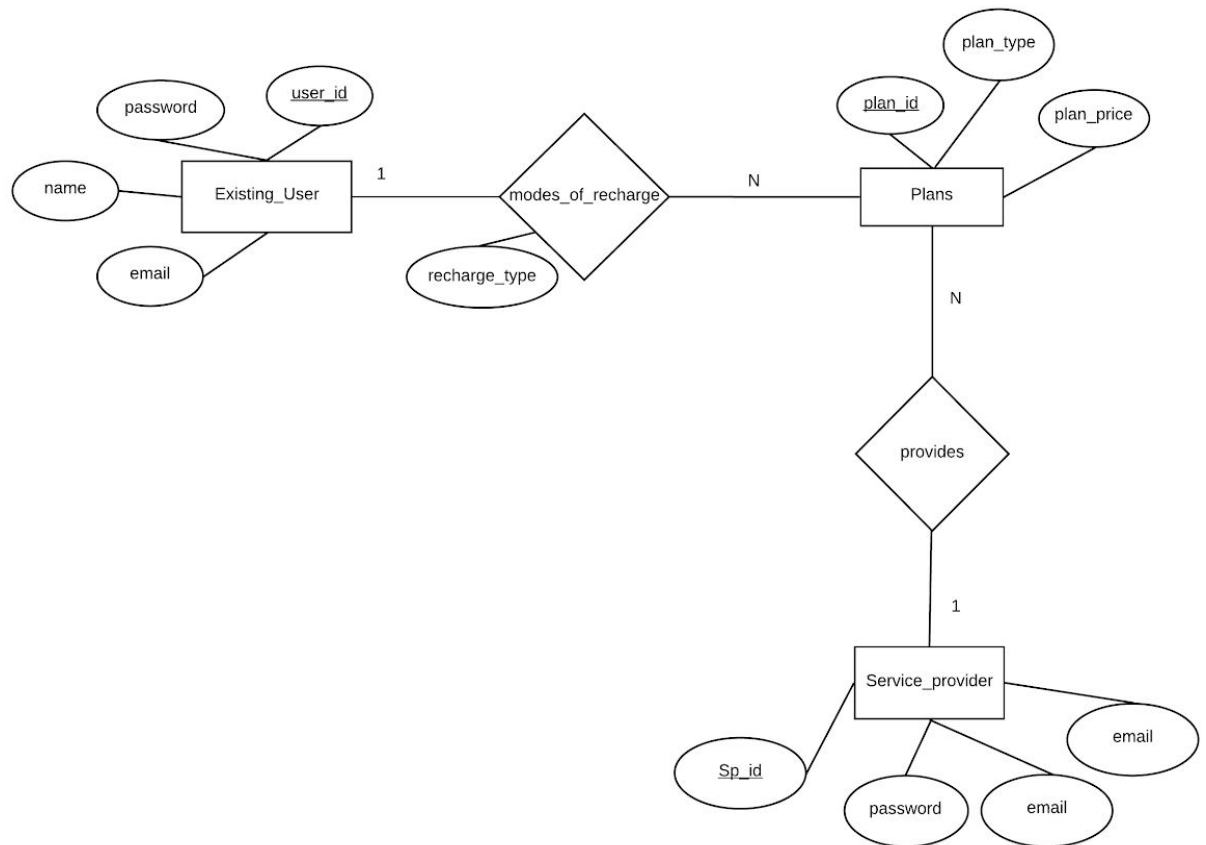 plan_type
plan_id
plan_price
user_id
password
name
Existing_User
email
1
modes_of_recharge
recharge_type
N
Plans
N
provides
1
Service_provider
Sp_id
password
email
email